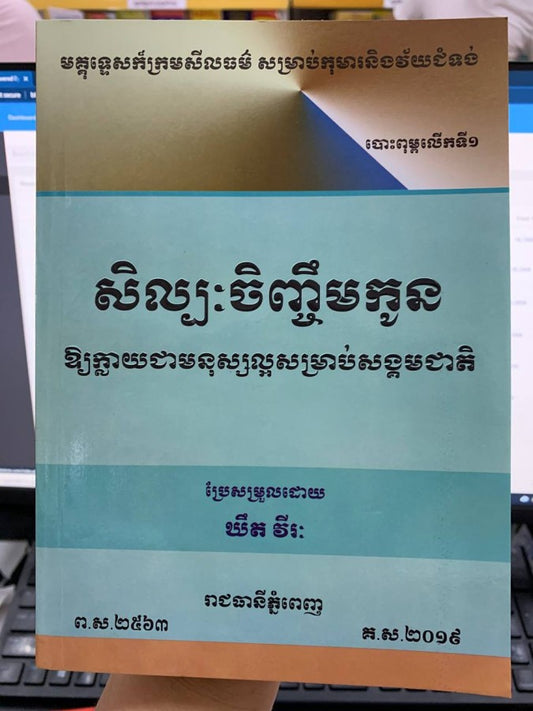 មគ្គុទ្ទេសក៍ក្រមសីលធម៌ សម្រាប់កុមារនិងវ័យជំទង់
បោះពុម្ពលើកទី១
សិល្បៈចិញ្ចឹមកូន
ឱ្យក្លាយជាមនុស្សល្អសម្រាប់សង្គមជាតិ
ប្រែសម្រួលដោយ
ឃឹត វីរៈ
រាជធានីភ្នំពេញ
ព.ស.២៥៦៣ គ.ស.២០១៩